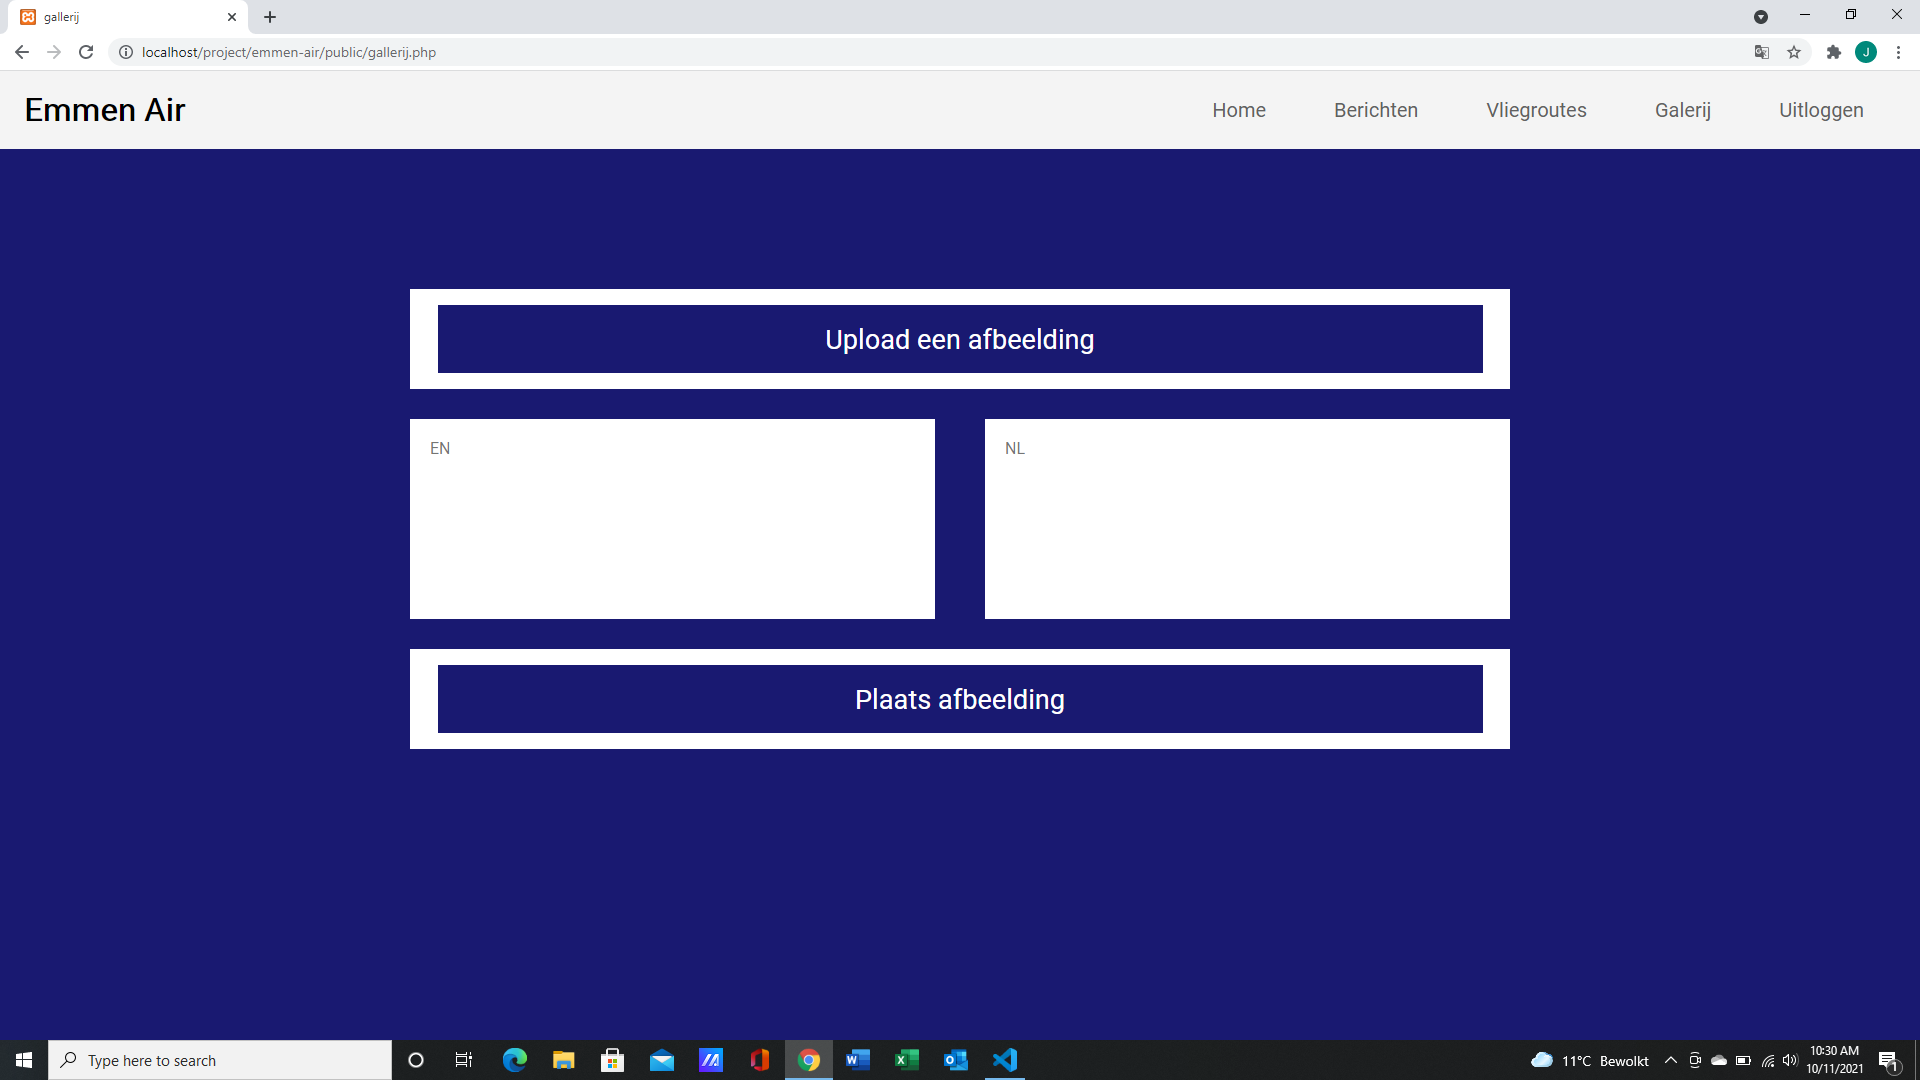 gallerij
localhost/project/emmen-air/public/gallerij.php
J
Emmen Air
Home
Berichten
Vliegroutes
Galerij
Uitloggen
Upload een afbeelding
EN
NL
Plaats afbeelding
Type here to search
11°C Bewolkt
10:30 AM
10/11/2021
1